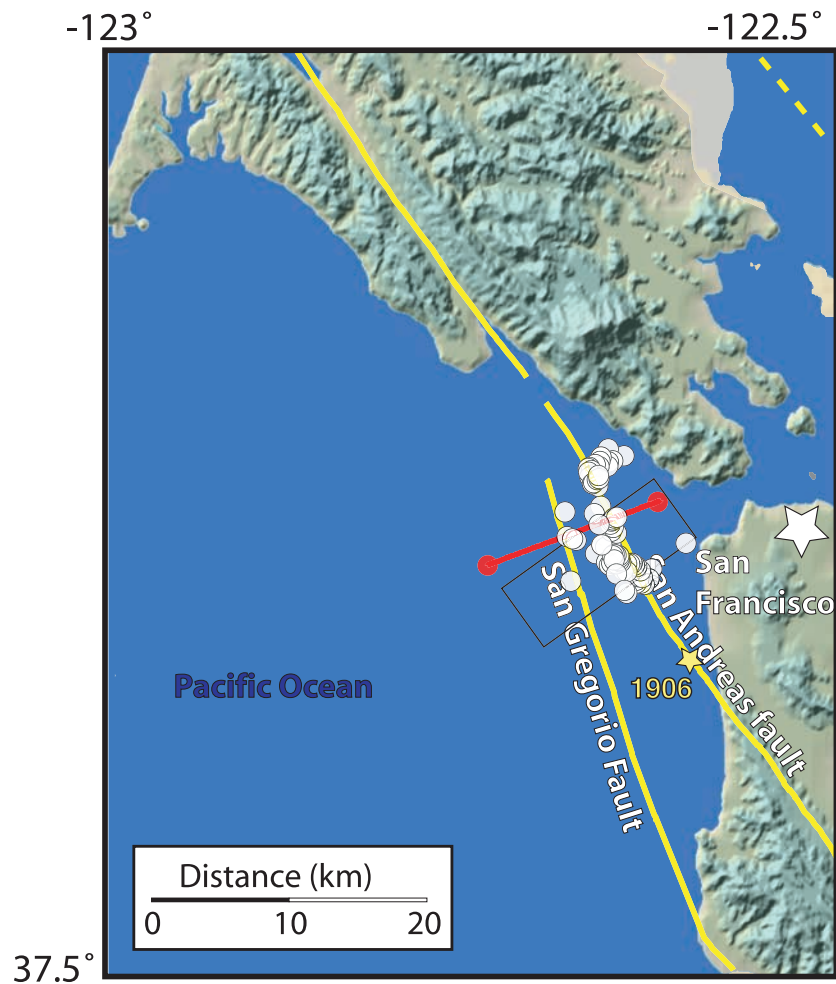 -123°
-122.5°
San
Francisco
San Gregorio Fault
San Andreas fault
1906
Pacific Ocean
Distance (km)
0 10 20
37.5°